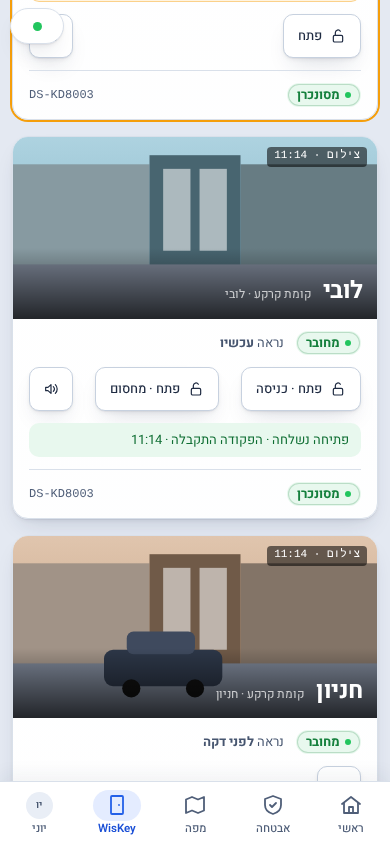 פתח
מסונכרן DS-KD8003
צילום · 11:14
לובי קומת קרקע · לובי
מחובר נראה עכשיו
פתח · כניסה פתח · מחסום
פתיחה נשלחה · הפקודה התקבלה · 11:14
מסונכרן DS-KD8003
צילום · 11:14
חניון קומת קרקע · חניון
מחובר נראה לפני דקה
יו
ראשי אבטחה מפה WisKey יוני